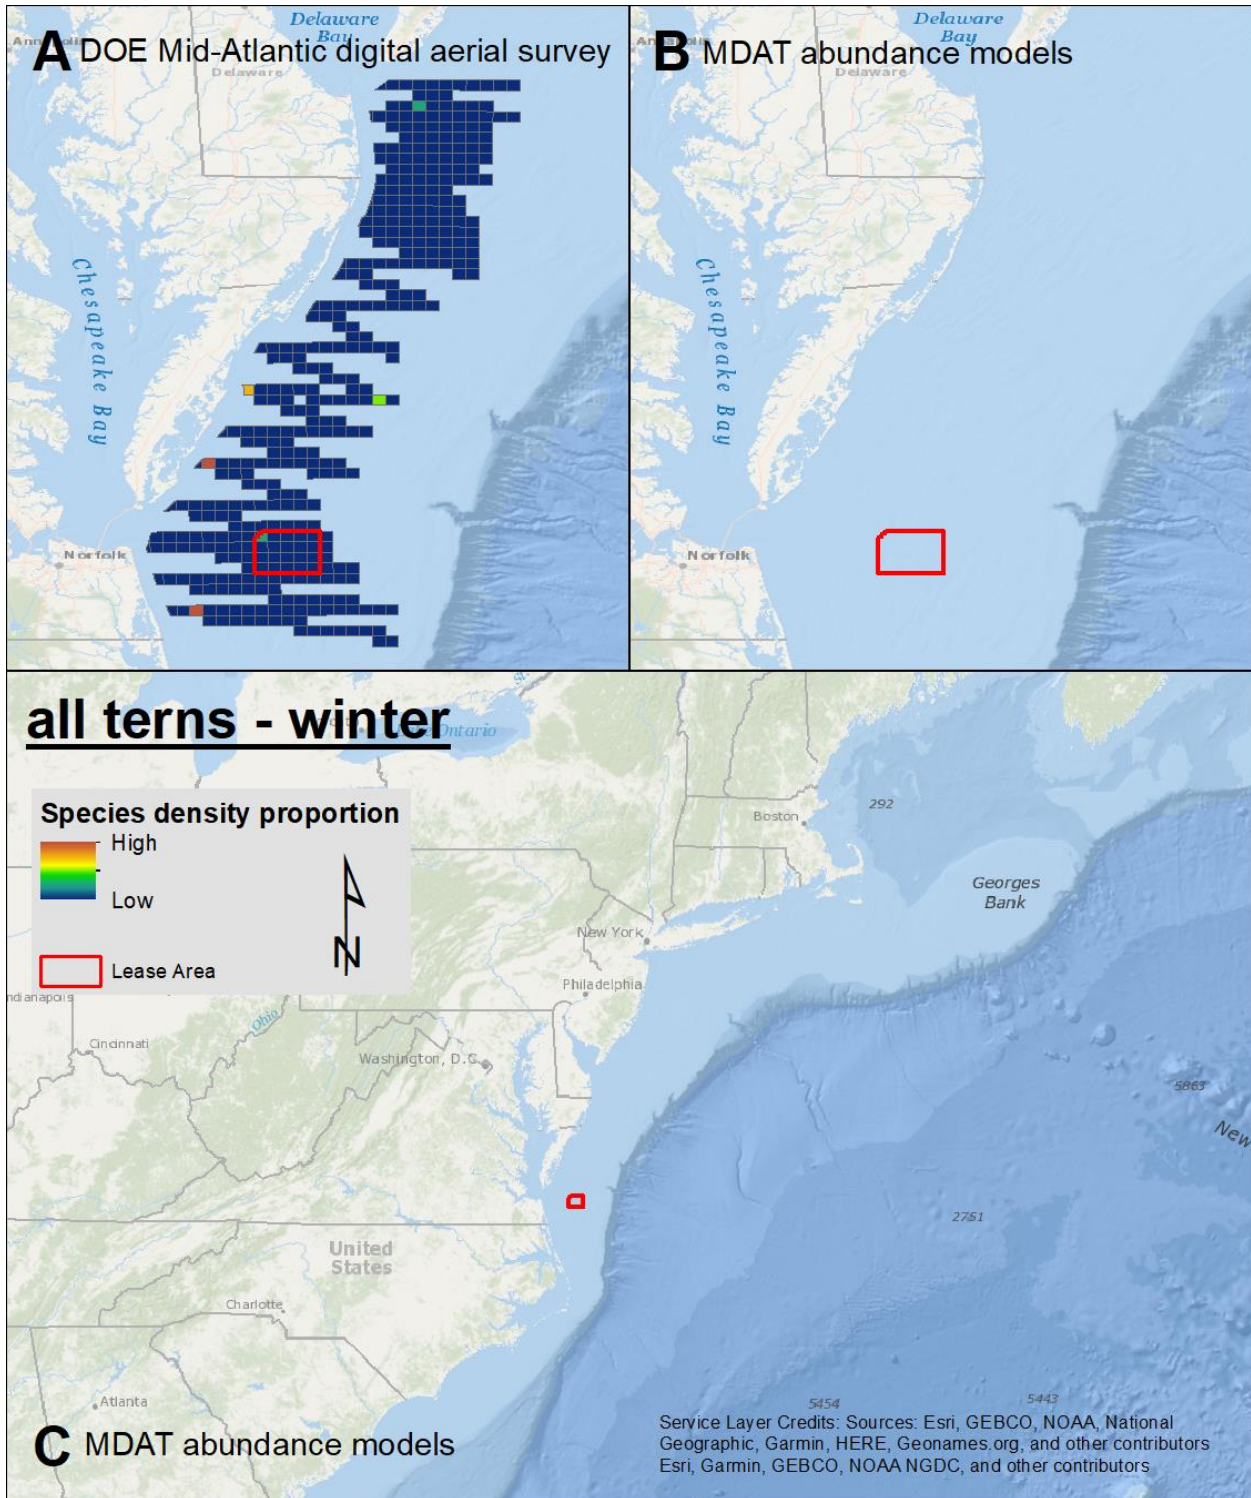 A DOE Mid-Atlantic digital aerial survey
Delaware
Bay
Delaware
Chesapeake Bay
Norfolk
B MDAT abundance models
Delaware
Bay
Delaware
Chesapeake Bay
Norfolk
all terns - winter
Ontario
Species density proportion
High
Low
N
Lease Area
292
Boston
Georges
Bank
New York
Philadelphia
Indianapolis
Ohio
Cincinnati
Washington, D.C.
5863
New
2751
United
States
Charlotte
Atlanta
5454
5443
C MDAT abundance models
Service Layer Credits: Sources: Esri, GEBCO, NOAA, National
Geographic, Garmin, HERE, Geonames.org, and other contributors
Esri, Garmin, GEBCO, NOAA NGDC, and other contributors